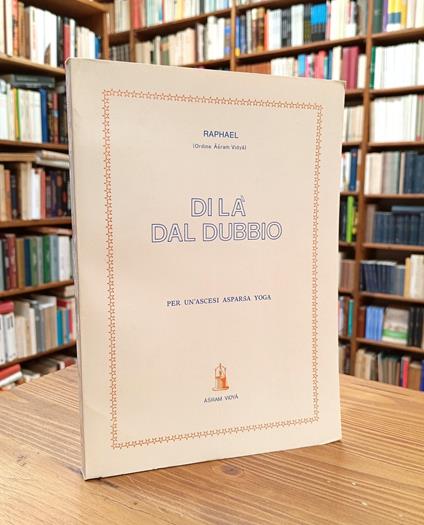 RAPHAEL
(Ordine Āśram Vidyā)
DI LÀ
DAL DUBBIO
PER UN'ASCESI ASPARŚA YOGA
ĀŚRAM VIDYĀ